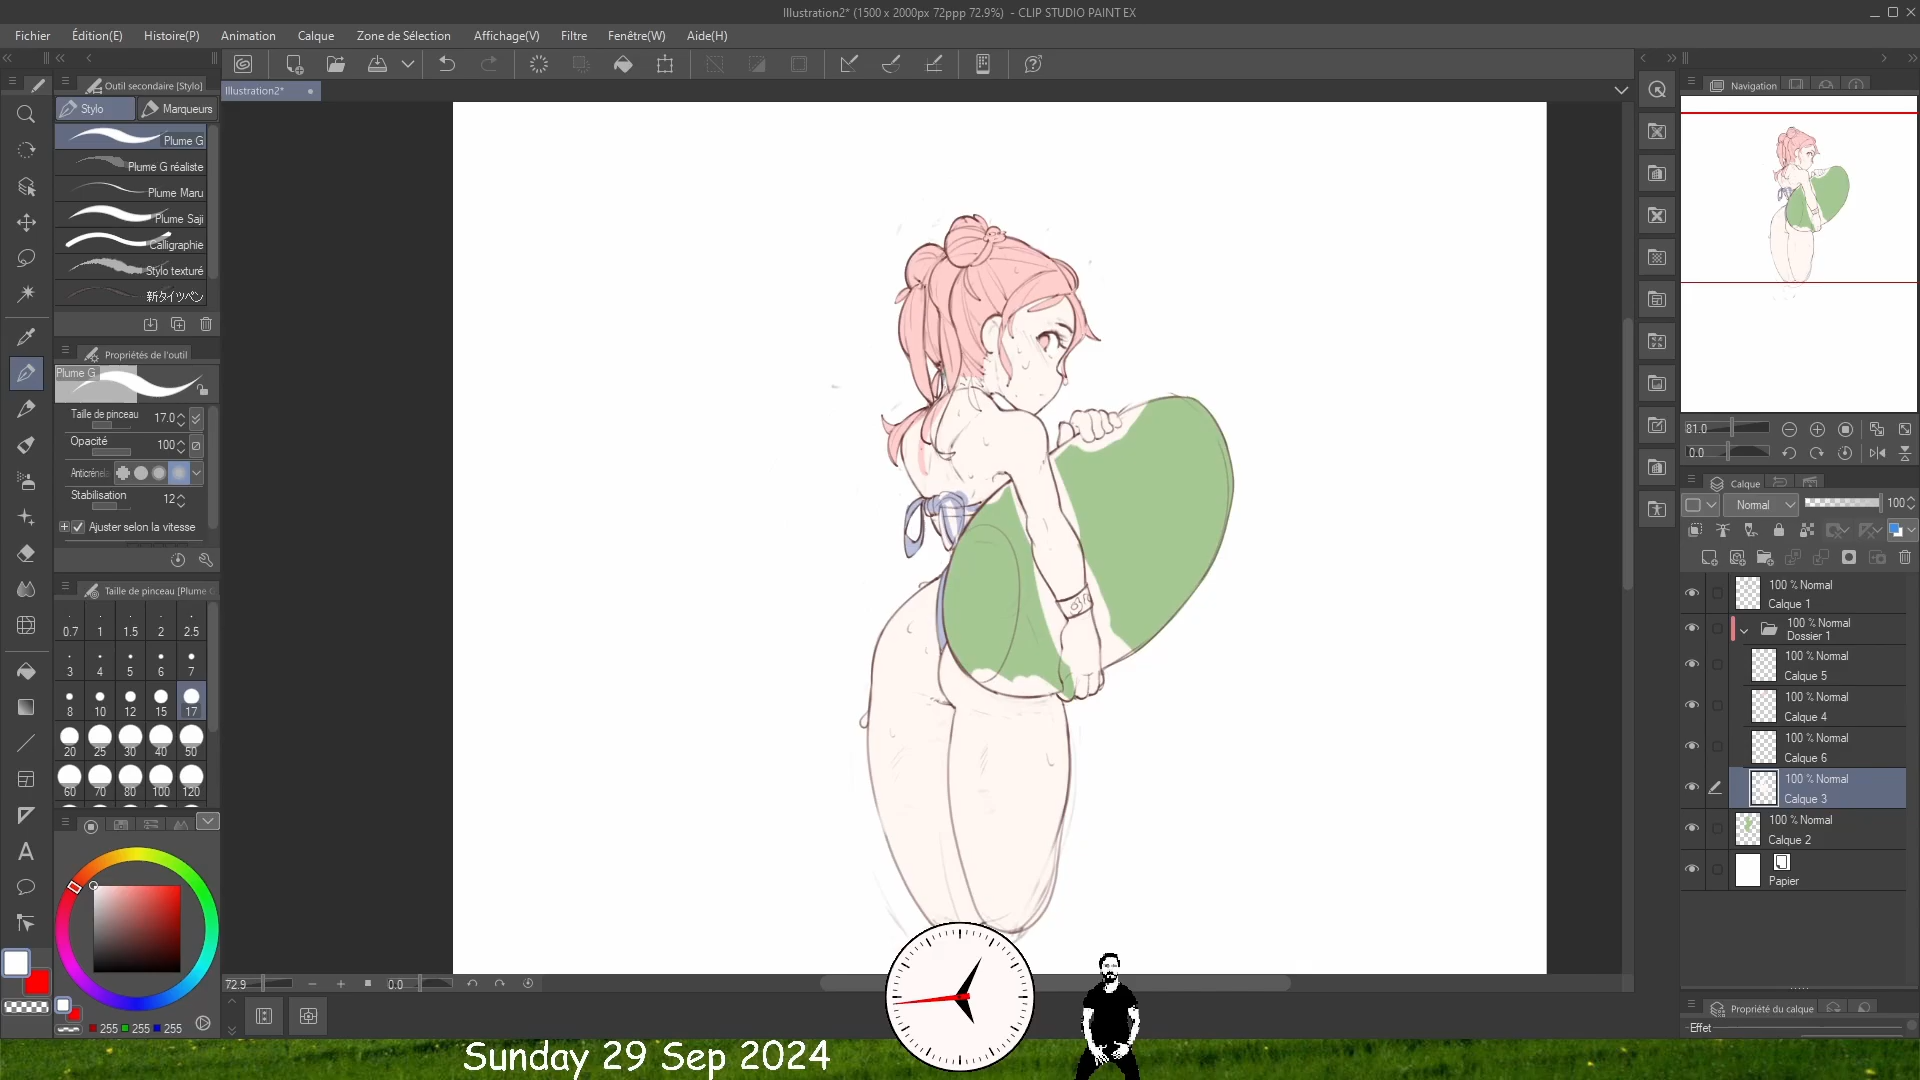 Illustration2* (1500 x 2000px 72ppp 72.9%) - CLIP STUDIO PAINT EX
Fichier Édition(E) Histoire(P) Animation Calque Zone de Sélection Affichage(V) Filtre Fenêtre(W) Aide(H)
Outil secondaire [Stylo]
Illustration2*
Navigation
Stylo Marqueurs
Plume G
Plume G réaliste
Plume Maru
Plume Saji
Calligraphie
Stylo texturé
新タイツペン
Propriétés de l'outil
Plume G
Taille de pinceau 17.0
Opacité 100
Anticrénela
Stabilisation 12
Ajuster selon la vitesse
Taille de pinceau [Plume G
0.7 1 1.5 2 2.5
3 4 5 6 7
8 10 12 15 17
20 25 30 40 50
60 70 80 100 120
255 255 255
72.9 0.0
81.0
0.0
Calque
Normal 100
100 % Normal
Calque 1
100 % Normal
Dossier 1
100 % Normal
Calque 5
100 % Normal
Calque 4
100 % Normal
Calque 6
100 % Normal
Calque 3
100 % Normal
Calque 2
Papier
Propriété du calque
Effet
Sunday 29 Sep 2024